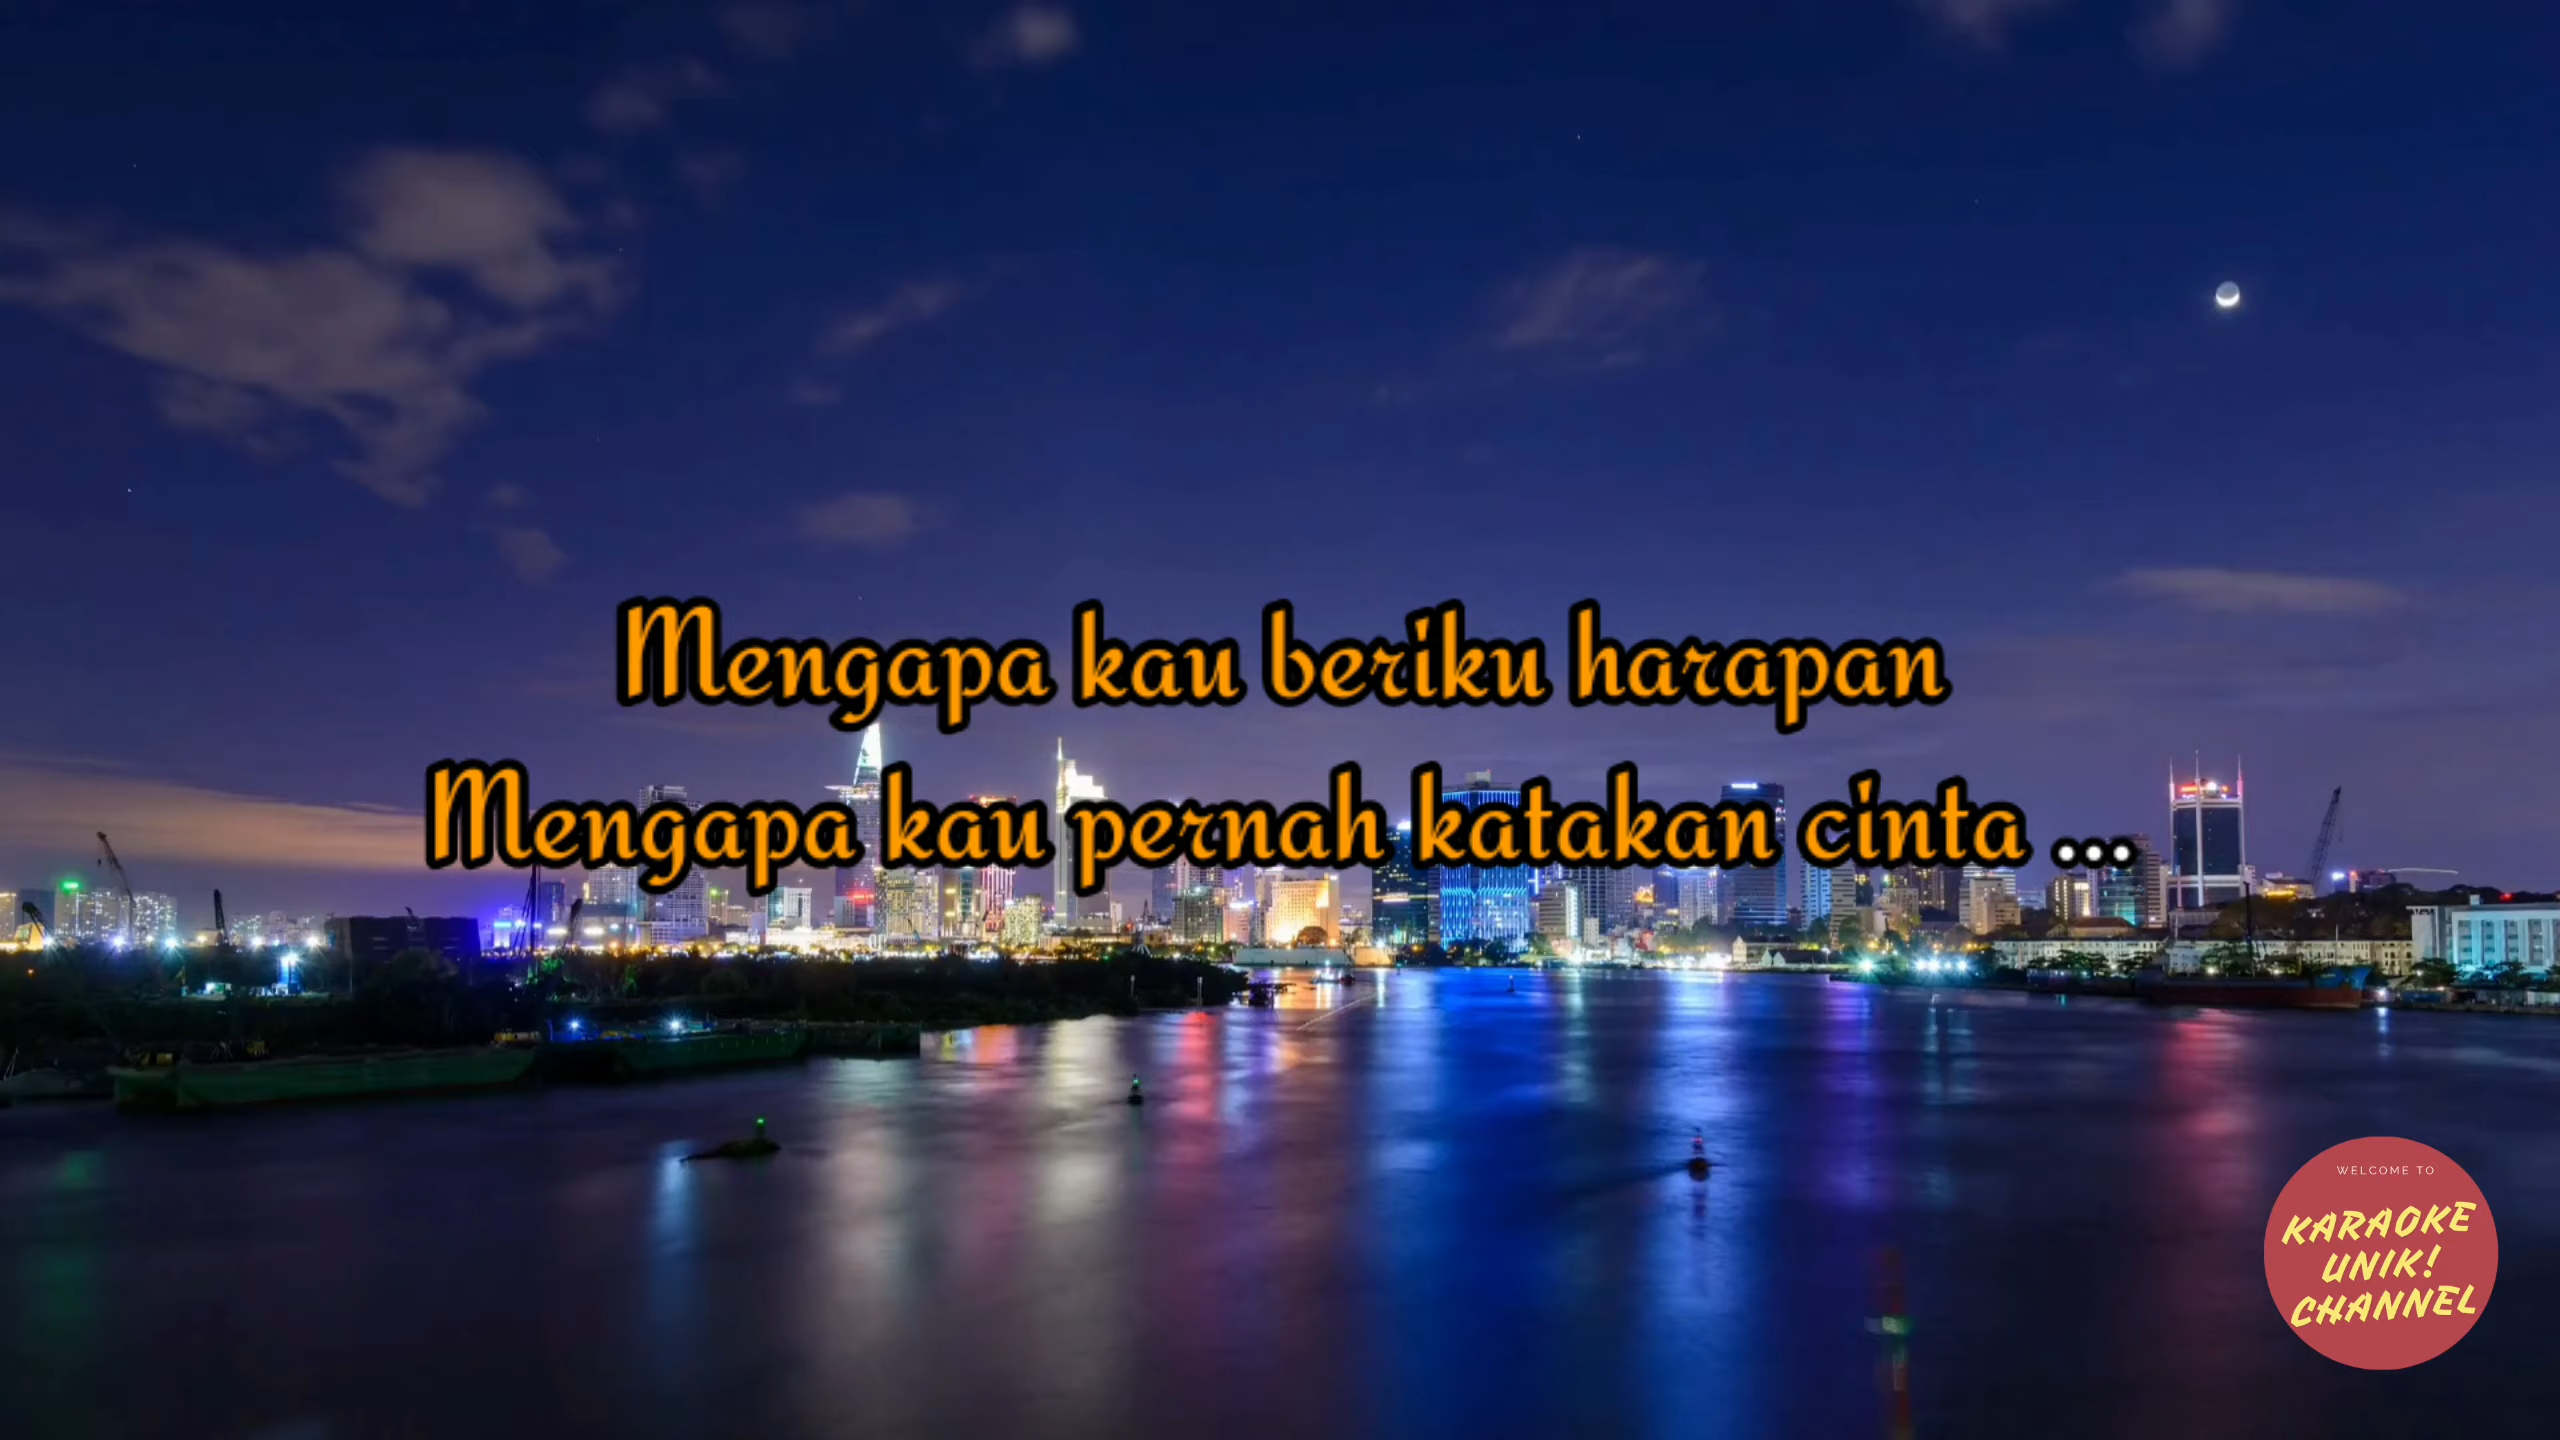 Mengapa kau beriku harapan
Mengapa kau pernah katakan cinta ...
WELCOME TO
KARAOKE
UNIK!
CHANNEL